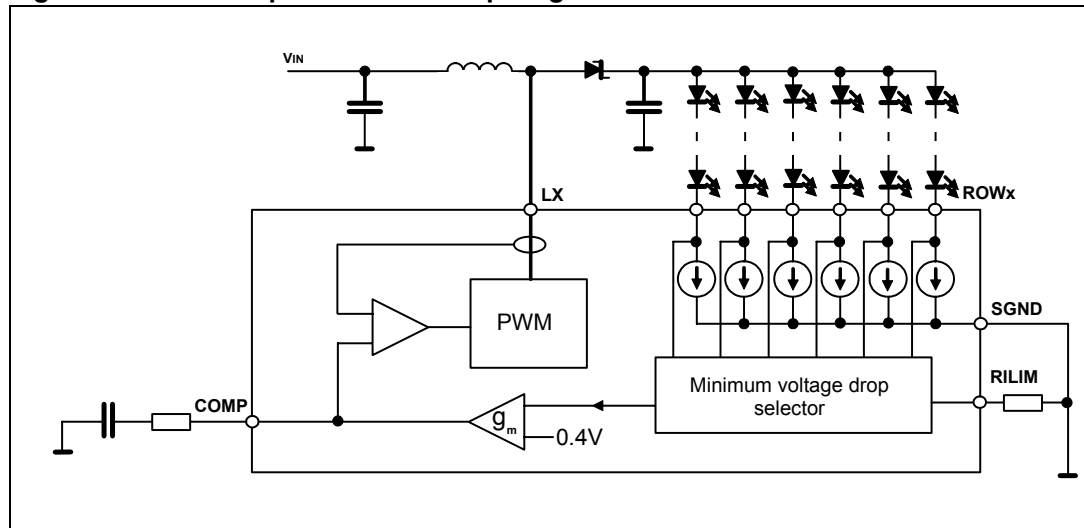 VIN
LX
ROWx
PWM
SGND
Minimum voltage drop
selector
RILIM
COMP
gm
0.4V